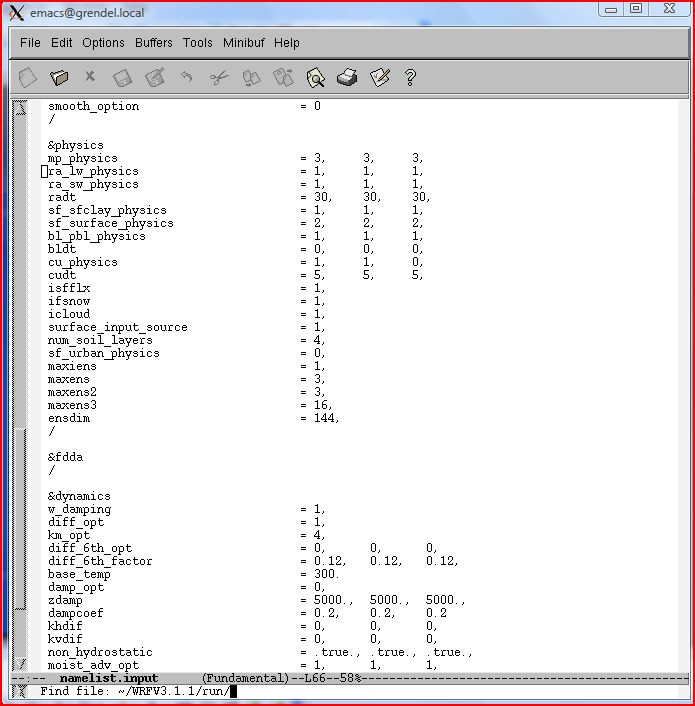 emacs@grendel.local
File Edit Options Buffers Tools Minibuf Help
smooth_option = 0
/
&physics
mp_physics = 3, 3, 3,
ra_lw_physics = 1, 1, 1,
ra_sw_physics = 1, 1, 1,
radt = 30, 30, 30,
sf_sfclay_physics = 1, 1, 1,
sf_surface_physics = 2, 2, 2,
bl_pbl_physics = 1, 1, 1,
bldt = 0, 0, 0,
cu_physics = 1, 1, 0,
cudt = 5, 5, 5,
isfflx = 1,
ifsnow = 1,
icloud = 1,
surface_input_source = 1,
num_soil_layers = 4,
sf_urban_physics = 0,
maxiens = 1,
maxens = 3,
maxens2 = 3,
maxens3 = 16,
ensdim = 144,
/
&fdda
/
&dynamics
w_damping = 1,
diff_opt = 1,
km_opt = 4,
diff_6th_opt = 0, 0, 0,
diff_6th_factor = 0.12, 0.12, 0.12,
base_temp = 300.
damp_opt = 0,
zdamp = 5000., 5000., 5000.,
dampcoef = 0.2, 0.2, 0.2
khdif = 0, 0, 0,
kvdif = 0, 0, 0,
non_hydrostatic = .true., .true., .true.,
moist_adv_opt = 1, 1, 1,
--:-- namelist.input (Fundamental)--L66--58%--------------------
Find file: ~/WRFV3.1.1/run/